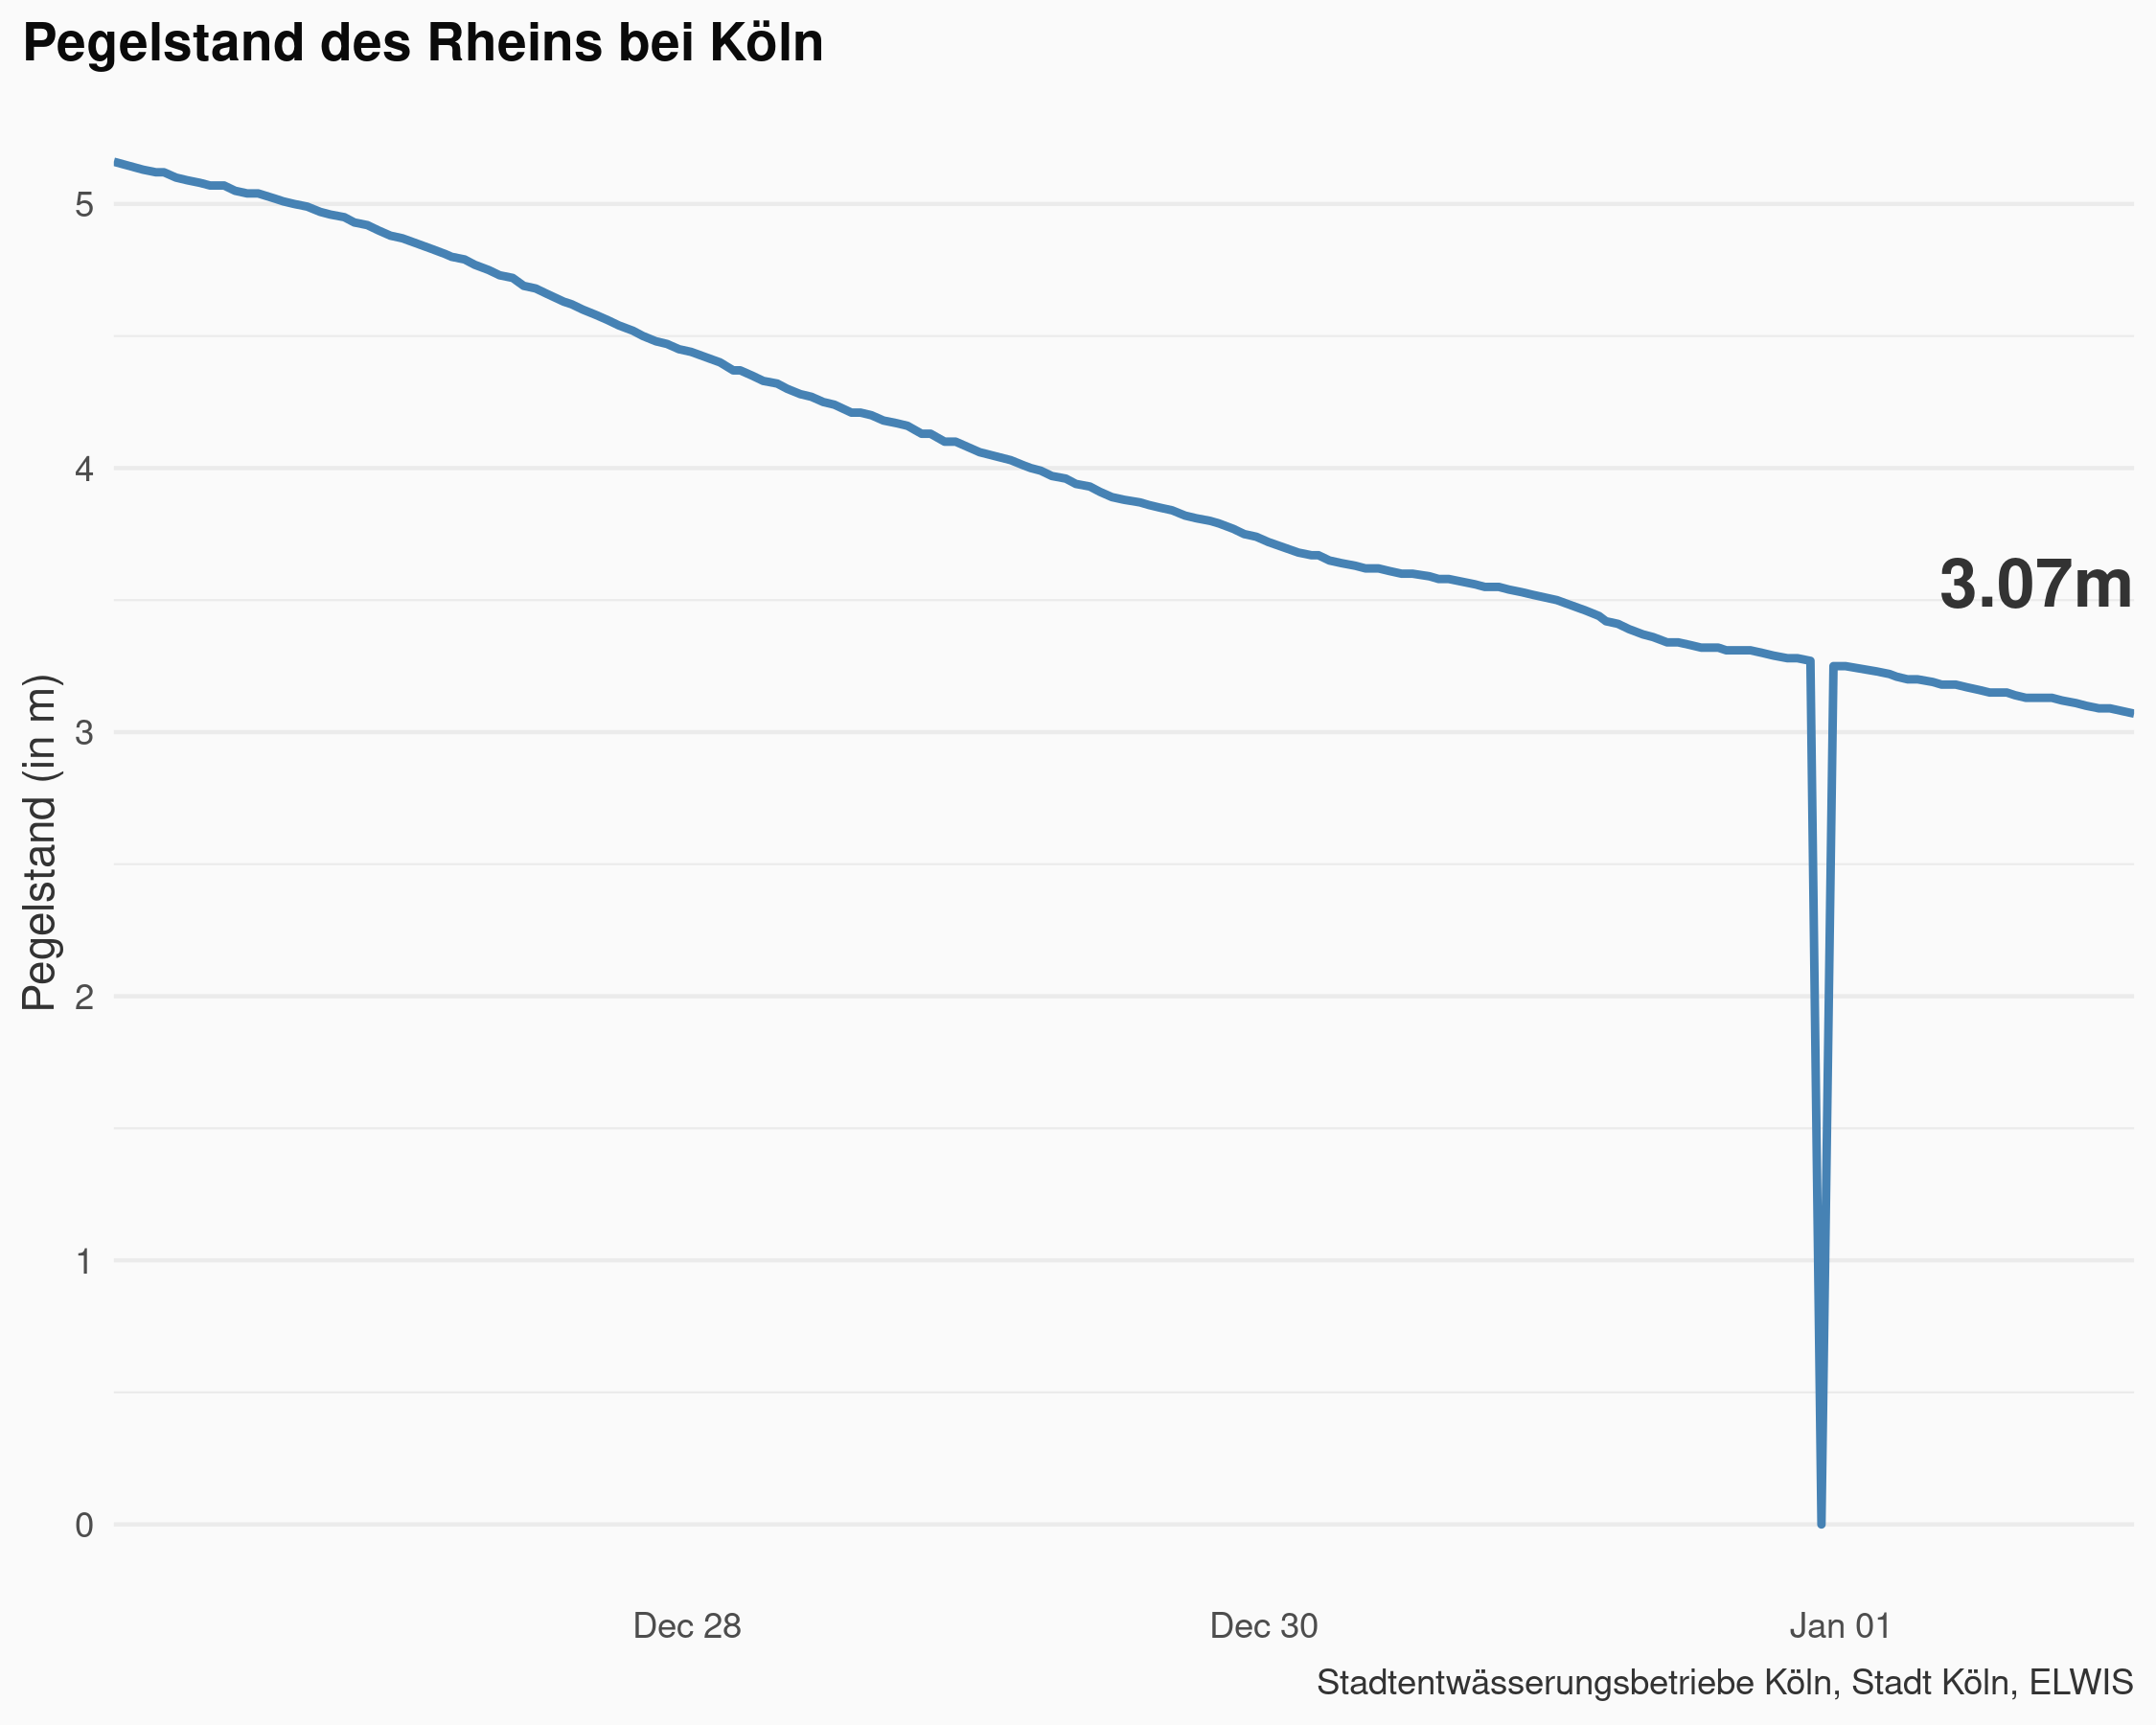 Pegelstand des Rheins bei Köln
Pegelstand (in m)
5
4
3
2
1
0
3.07m
Dec 28
Dec 30
Jan 01
Stadtentwässerungsbetriebe Köln, Stadt Köln, ELWIS